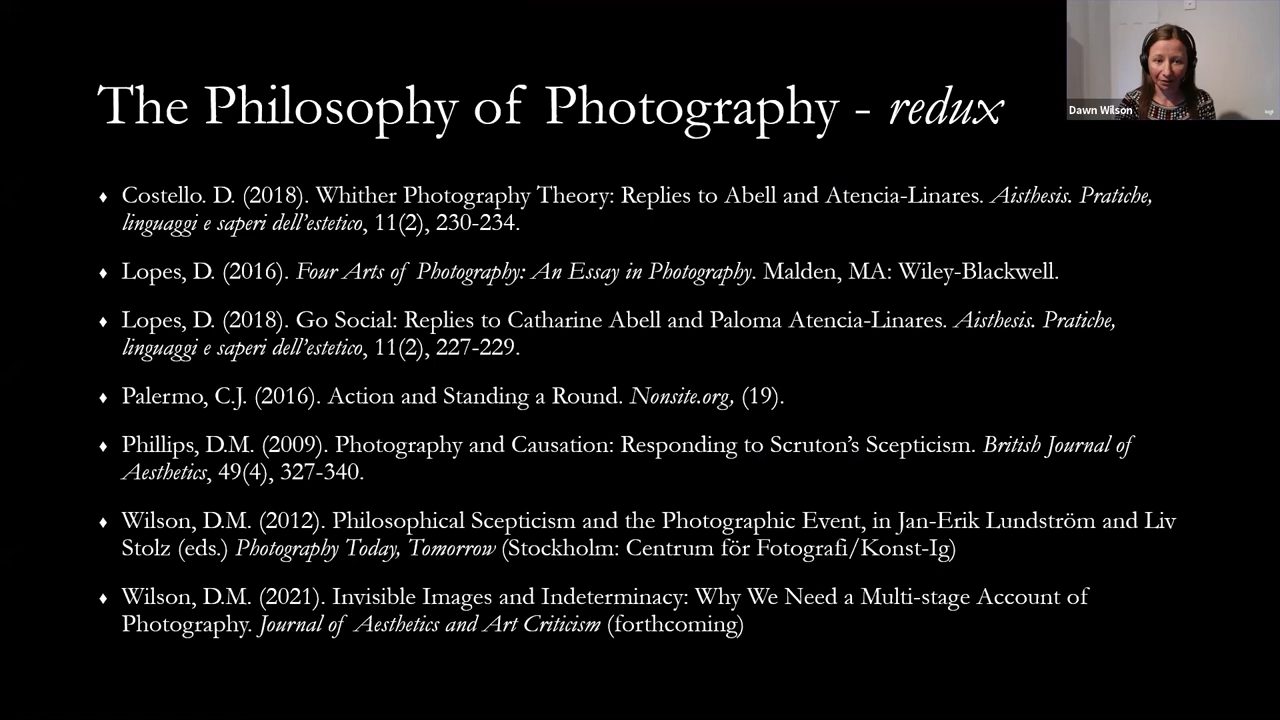 The Philosophy of Photography - redux
Dawn Wilson
♦ Costello. D. (2018). Whither Photography Theory: Replies to Abell and Atencia-Linares. Aisthesis. Pratiche,
linguaggi e saperi dell’estetico, 11(2), 230-234.
♦ Lopes, D. (2016). Four Arts of Photography: An Essay in Photography. Malden, MA: Wiley-Blackwell.
♦ Lopes, D. (2018). Go Social: Replies to Catharine Abell and Paloma Atencia-Linares. Aisthesis. Pratiche,
linguaggi e saperi dell’estetico, 11(2), 227-229.
♦ Palermo, C.J. (2016). Action and Standing a Round. Nonsite.org, (19).
♦ Phillips, D.M. (2009). Photography and Causation: Responding to Scruton’s Scepticism. British Journal of
Aesthetics, 49(4), 327-340.
♦ Wilson, D.M. (2012). Philosophical Scepticism and the Photographic Event, in Jan-Erik Lundström and Liv
Stolz (eds.) Photography Today, Tomorrow (Stockholm: Centrum för Fotografi/Konst-Ig)
♦ Wilson, D.M. (2021). Invisible Images and Indeterminacy: Why We Need a Multi-stage Account of
Photography. Journal of Aesthetics and Art Criticism (forthcoming)